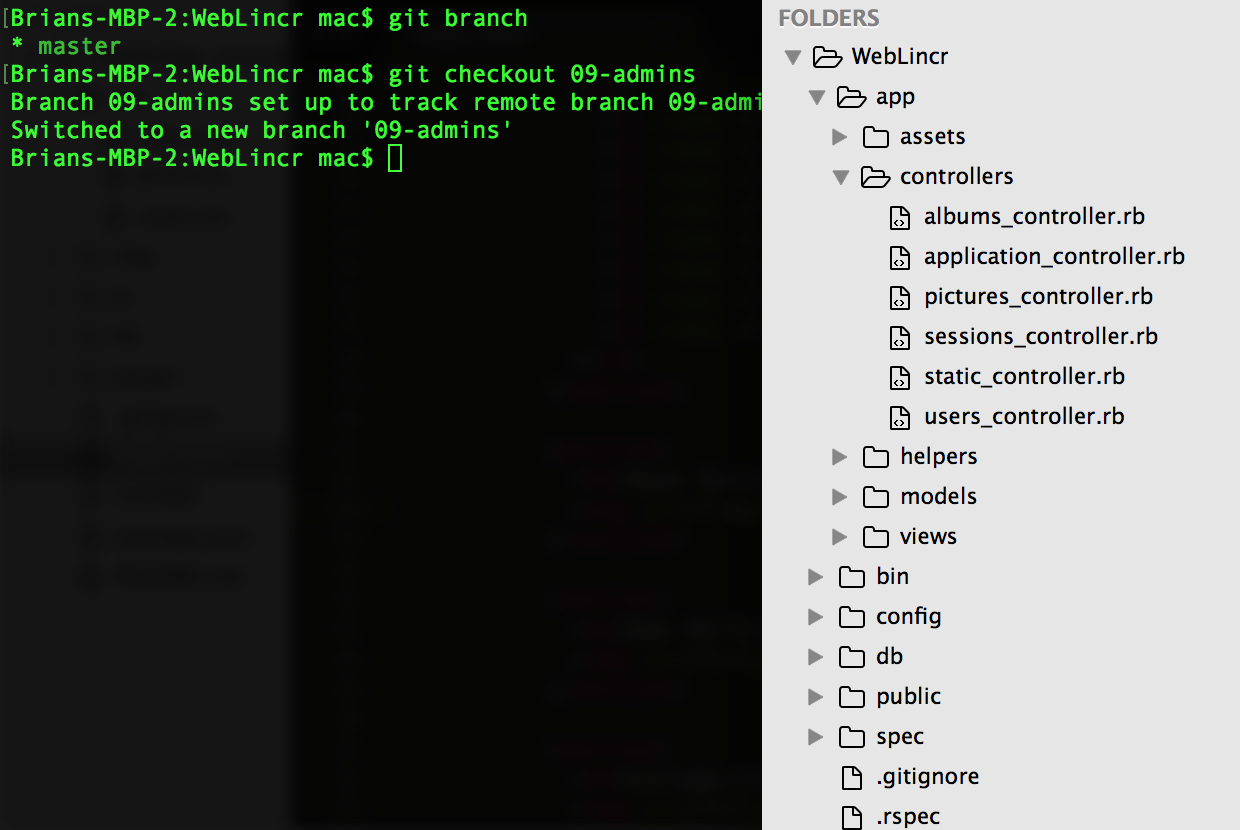 [Brians-MBP-2:WebLincr mac$ git branch
* master
[Brians-MBP-2:WebLincr mac$ git checkout 09-admins
Branch 09-admins set up to track remote branch 09-admi
Switched to a new branch '09-admins'
Brians-MBP-2:WebLincr mac$
FOLDERS
WebLincr
app
assets
controllers
albums_controller.rb
application_controller.rb
pictures_controller.rb
sessions_controller.rb
static_controller.rb
users_controller.rb
helpers
models
views
bin
config
db
public
spec
.gitignore
.rspec